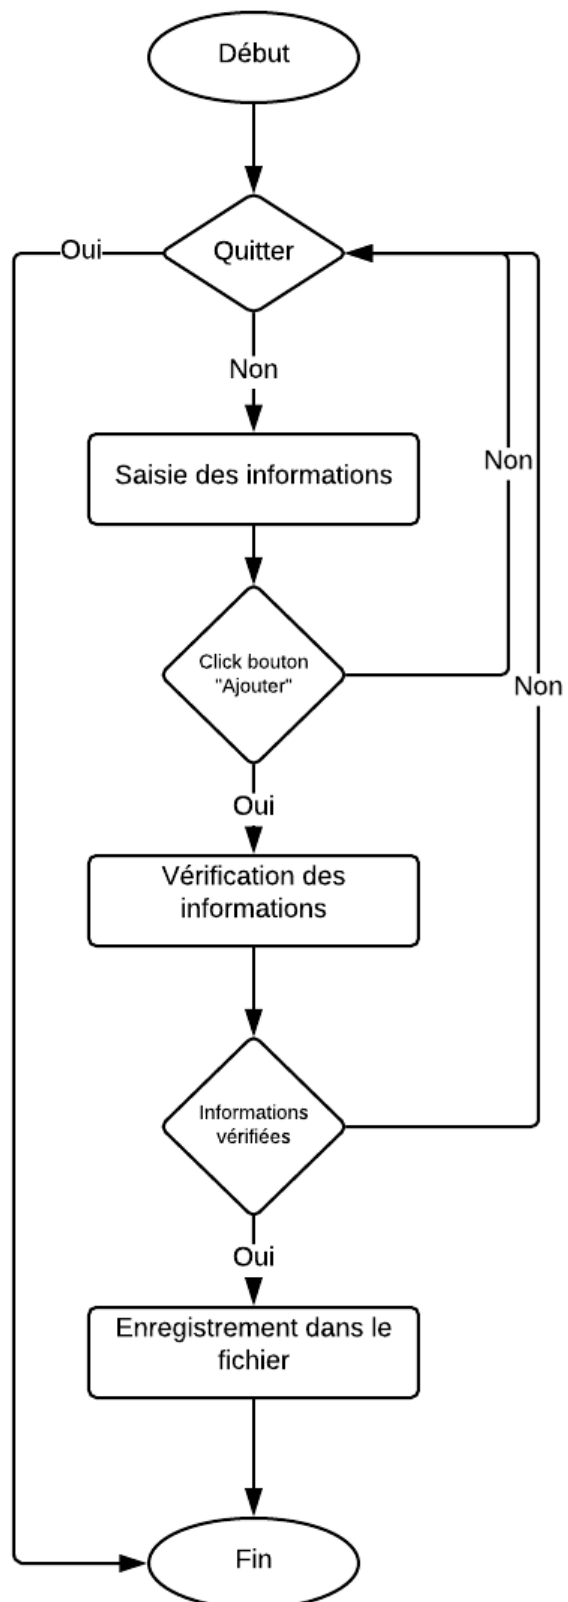 Début
Quitter
Oui
Non
Saisie des informations
Non
Click bouton
"Ajouter"
Non
Oui
Vérification des
informations
Informations
vérifiées
Oui
Enregistrement dans le
fichier
Fin